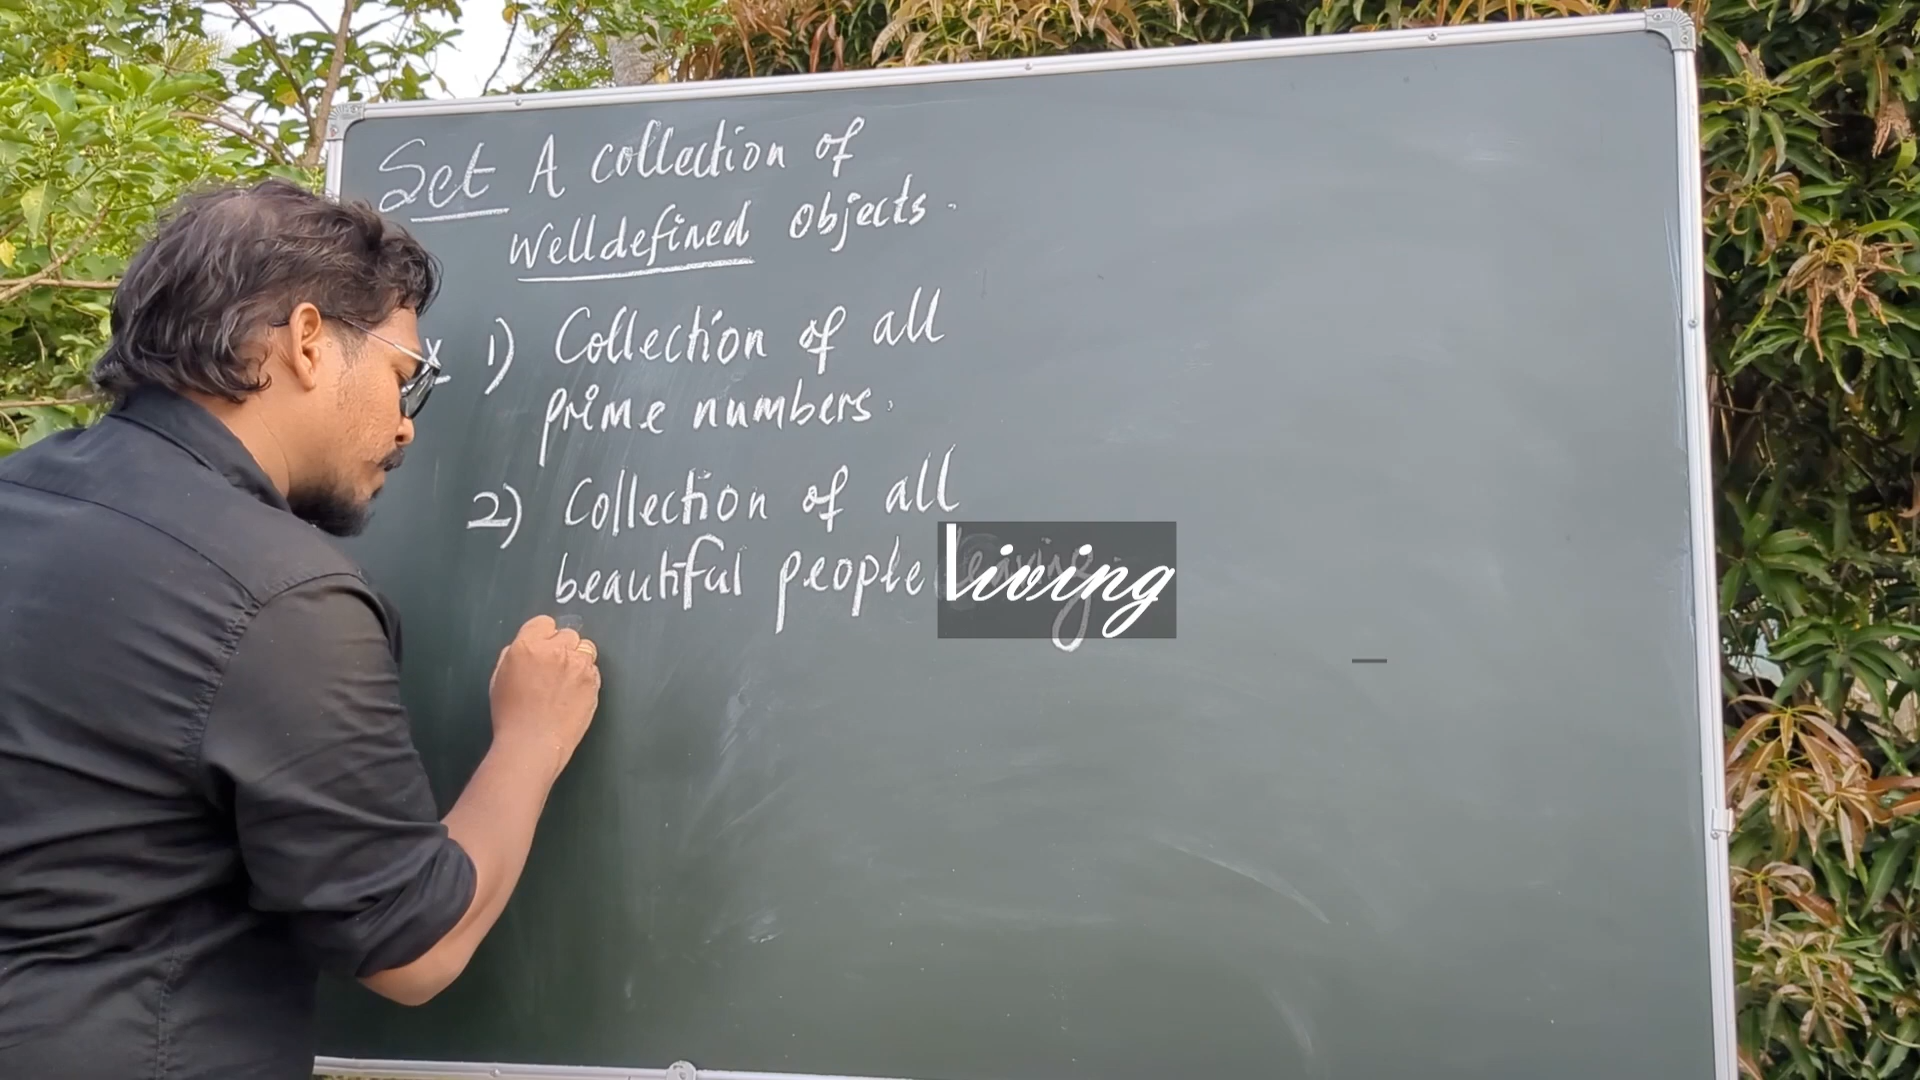 Set A collection of
Welldefined objects.
1) Collection of all
prime numbers.
2) Collection of all
beautiful people living